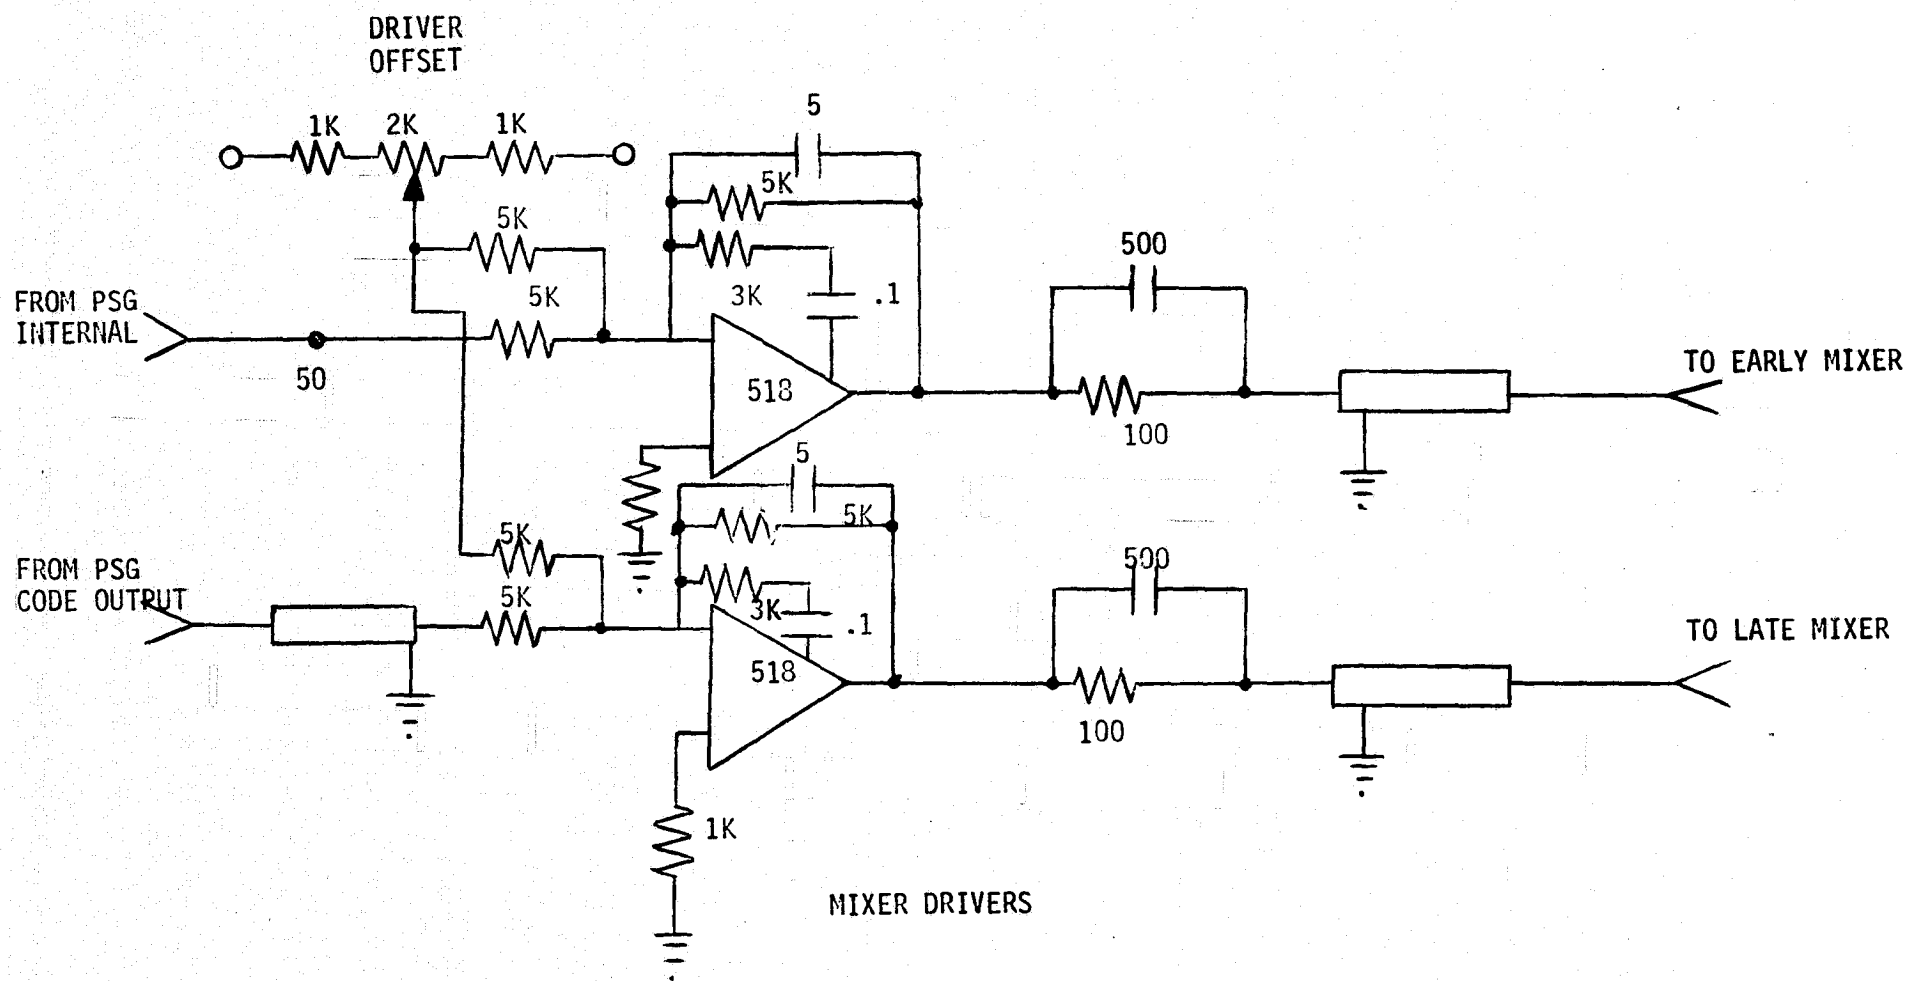 DRIVER
OFFSET
1K
2K
1K
5
5K
5K
5K
3K
.1
500
FROM PSG
INTERNAL
50
518
100
TO EARLY MIXER
5
5K
5K
500
FROM PSG
CODE OUTPUT
5K
3K
.1
518
100
TO LATE MIXER
1K
MIXER DRIVERS